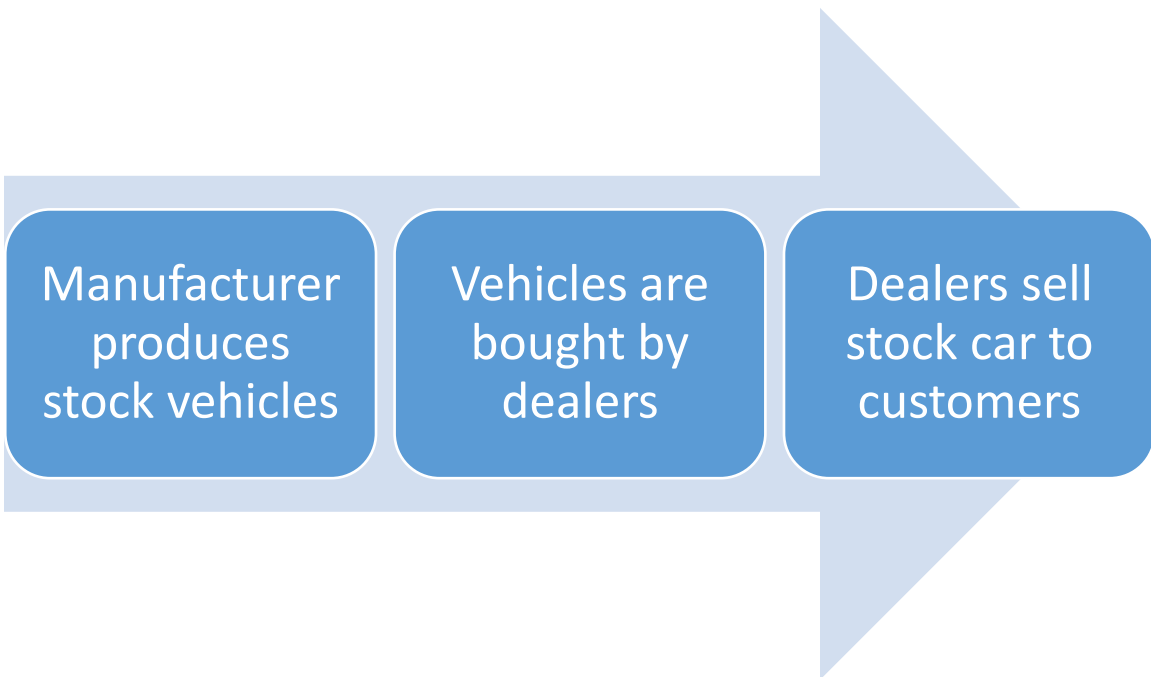 Manufacturer
produces
stock vehicles
Vehicles are
bought by
dealers
Dealers sell
stock car to
customers